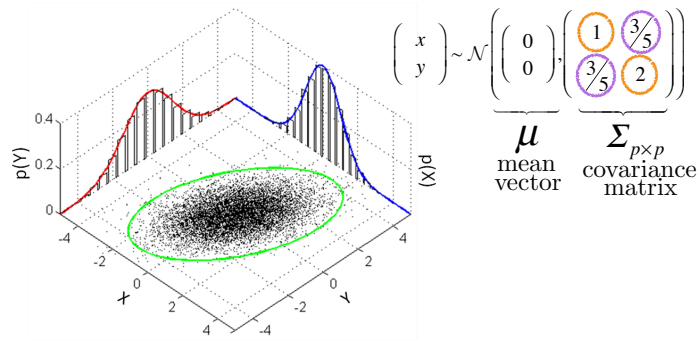 ( x y ) ~ N ( ( 0 0 ) , ( 1 3/5 3/5 2 ) )
μ
mean
vector
Σ p×p
covariance
matrix
0.4
0.2
0
p(Y)
p(X)
-4
-2
0
2
4
X
-4
-2
0
2
4
Y